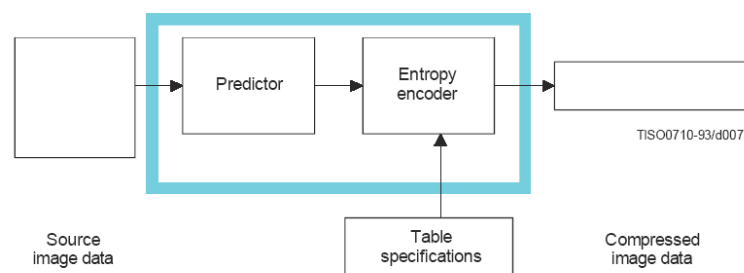 Predictor
Entropy
encoder
TISO0710-93/d007
Source
image data
Table
specifications
Compressed
image data